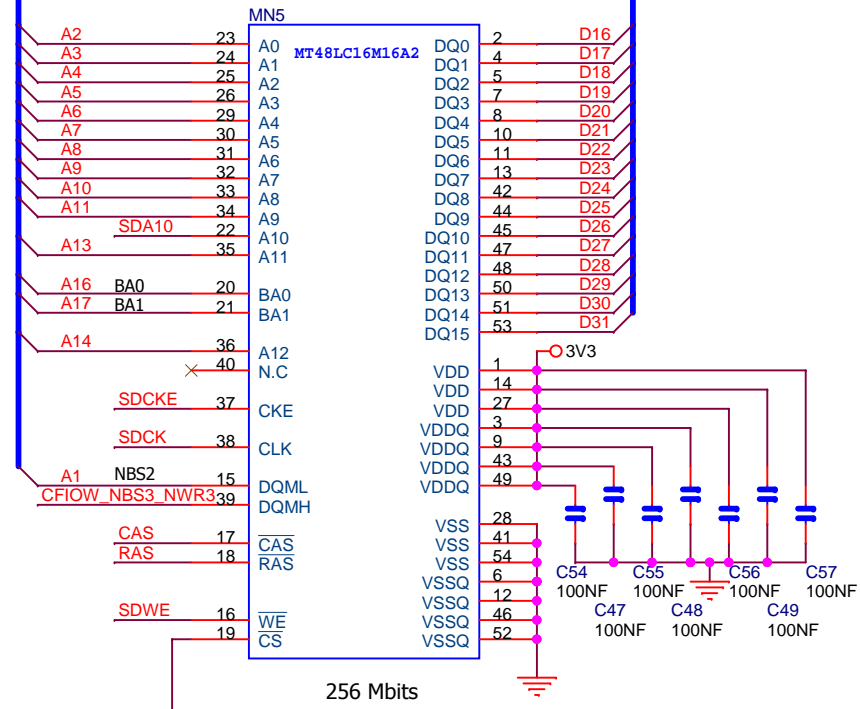 MN5
MT48LC16M16A2
A2 23 A0 DQ0 2 D16
A3 24 A1 DQ1 4 D17
A4 25 A2 DQ2 5 D18
A5 26 A3 DQ3 7 D19
A6 29 A4 DQ4 8 D20
A7 30 A5 DQ5 10 D21
A8 31 A6 DQ6 11 D22
A9 32 A7 DQ7 13 D23
A10 33 A8 DQ8 42 D24
A11 34 A9 DQ9 44 D25
SDA10 22 A10 DQ10 45 D26
A13 35 A11 DQ11 47 D27
DQ12 48 D28
A16 BA0 20 BA0 DQ13 50 D29
A17 BA1 21 BA1 DQ14 51 D30
DQ15 53 D31
A14 36 A12 3V3
40 N.C VDD 1
VDD 14
SDCKE 37 CKE VDD 27
VDDQ 3
SDCK 38 CLK VDDQ 9
VDDQ 43
A1 NBS2 15 DQML VDDQ 49
CFIOW_NBS3_NWR3 39 DQMH
VSS 28
CAS 17 CAS VSS 41
RAS 18 RAS VSS 54
VSSQ 6
VSSQ 12
SDWE 16 WE VSSQ 46
19 CS VSSQ 52
C54 C55 C56 C57
100NF 100NF 100NF 100NF
C47 C48 C49
100NF 100NF 100NF
256 Mbits